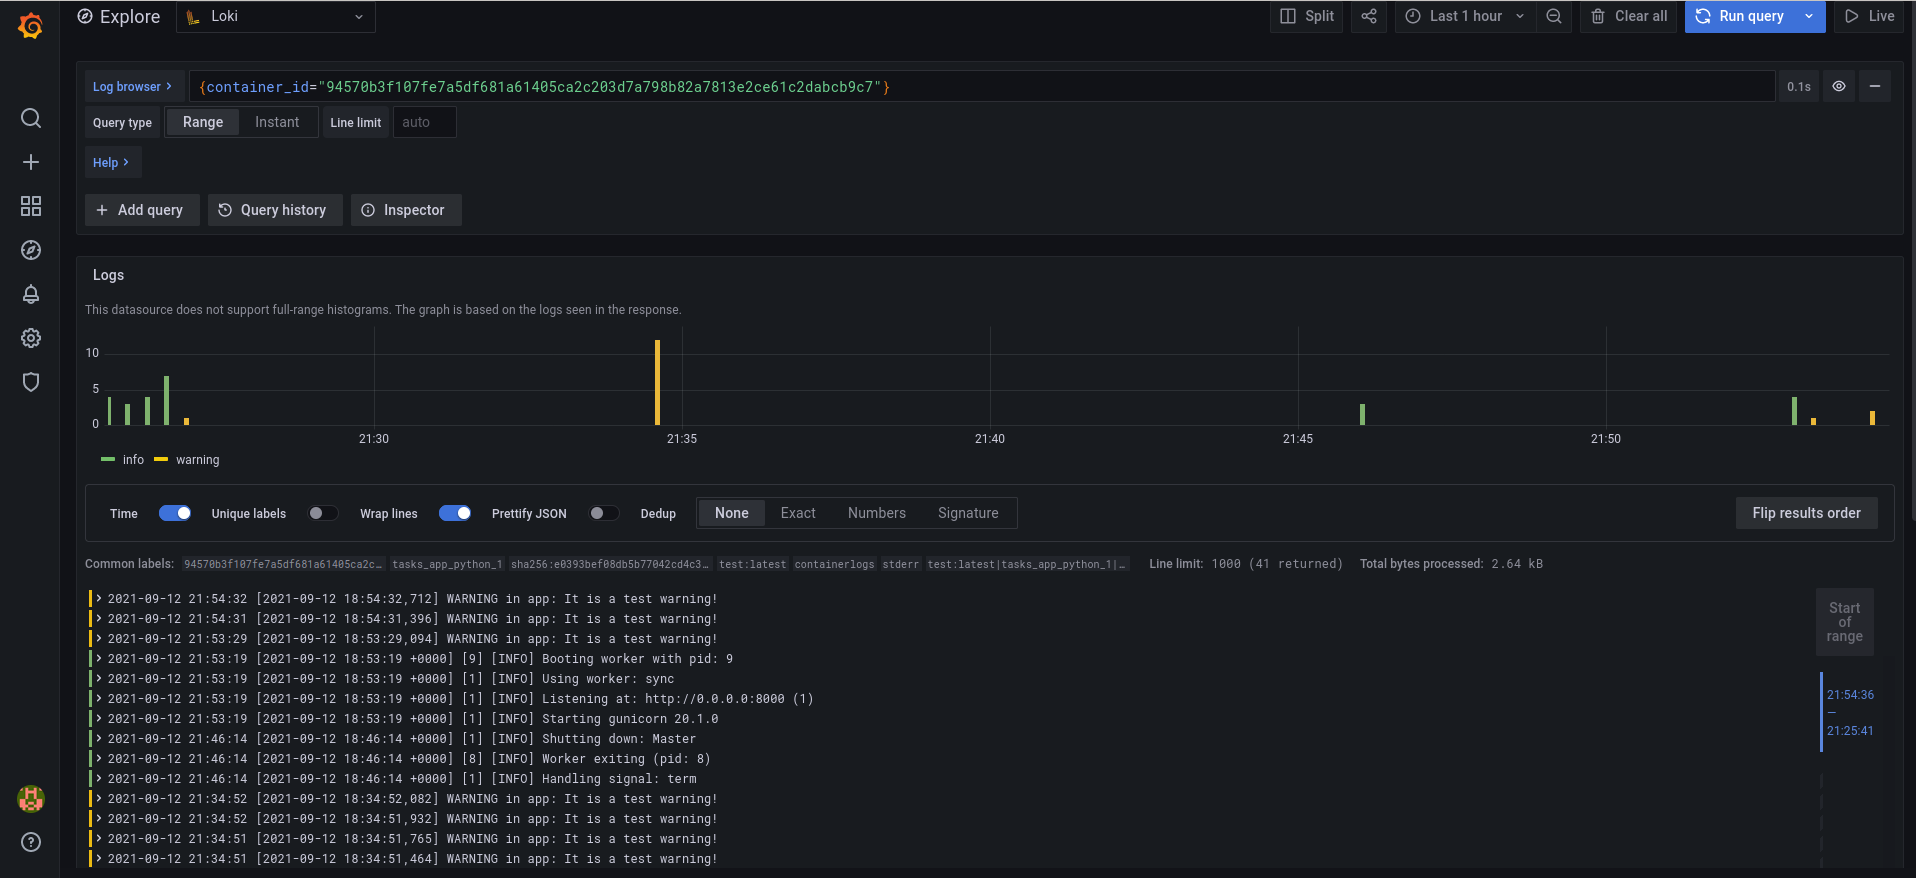 Explore Loki Split Last 1 hour Clear all Run query Live
Log browser > {container_id="94570b3f107fe7a5df681a61405ca2c203d7a798b82a7813e2ce61c2dabcb9c7"} 0.1s
Query type Range Instant Line limit auto
Help >
+ Add query Query history Inspector
Logs
This datasource does not support full-range histograms. The graph is based on the logs seen in the response.
10
5
0
21:30 21:35 21:40 21:45 21:50
info warning
Time Unique labels Wrap lines Prettify JSON Dedup None Exact Numbers Signature Flip results order
Common labels: 94570b3f107fe7a5df681a61405ca2c… tasks_app_python_1 sha256:e0393bef08db5b77042cd4c3… test:latest containerlogs stderr test:latest|tasks_app_python_1|… Line limit: 1000 (41 returned) Total bytes processed: 2.64 kB
> 2021-09-12 21:54:32 [2021-09-12 18:54:32,712] WARNING in app: It is a test warning!
> 2021-09-12 21:54:31 [2021-09-12 18:54:31,396] WARNING in app: It is a test warning!
> 2021-09-12 21:53:29 [2021-09-12 18:53:29,094] WARNING in app: It is a test warning!
> 2021-09-12 21:53:19 [2021-09-12 18:53:19 +0000] [9] [INFO] Booting worker with pid: 9
> 2021-09-12 21:53:19 [2021-09-12 18:53:19 +0000] [1] [INFO] Using worker: sync
> 2021-09-12 21:53:19 [2021-09-12 18:53:19 +0000] [1] [INFO] Listening at: http://0.0.0.0:8000 (1)
> 2021-09-12 21:53:19 [2021-09-12 18:53:19 +0000] [1] [INFO] Starting gunicorn 20.1.0
> 2021-09-12 21:46:14 [2021-09-12 18:46:14 +0000] [1] [INFO] Shutting down: Master
> 2021-09-12 21:46:14 [2021-09-12 18:46:14 +0000] [8] [INFO] Worker exiting (pid: 8)
> 2021-09-12 21:46:14 [2021-09-12 18:46:14 +0000] [1] [INFO] Handling signal: term
> 2021-09-12 21:34:52 [2021-09-12 18:34:52,082] WARNING in app: It is a test warning!
> 2021-09-12 21:34:52 [2021-09-12 18:34:51,932] WARNING in app: It is a test warning!
> 2021-09-12 21:34:51 [2021-09-12 18:34:51,765] WARNING in app: It is a test warning!
> 2021-09-12 21:34:51 [2021-09-12 18:34:51,464] WARNING in app: It is a test warning!
Start
of
range
21:54:36
—
21:25:41